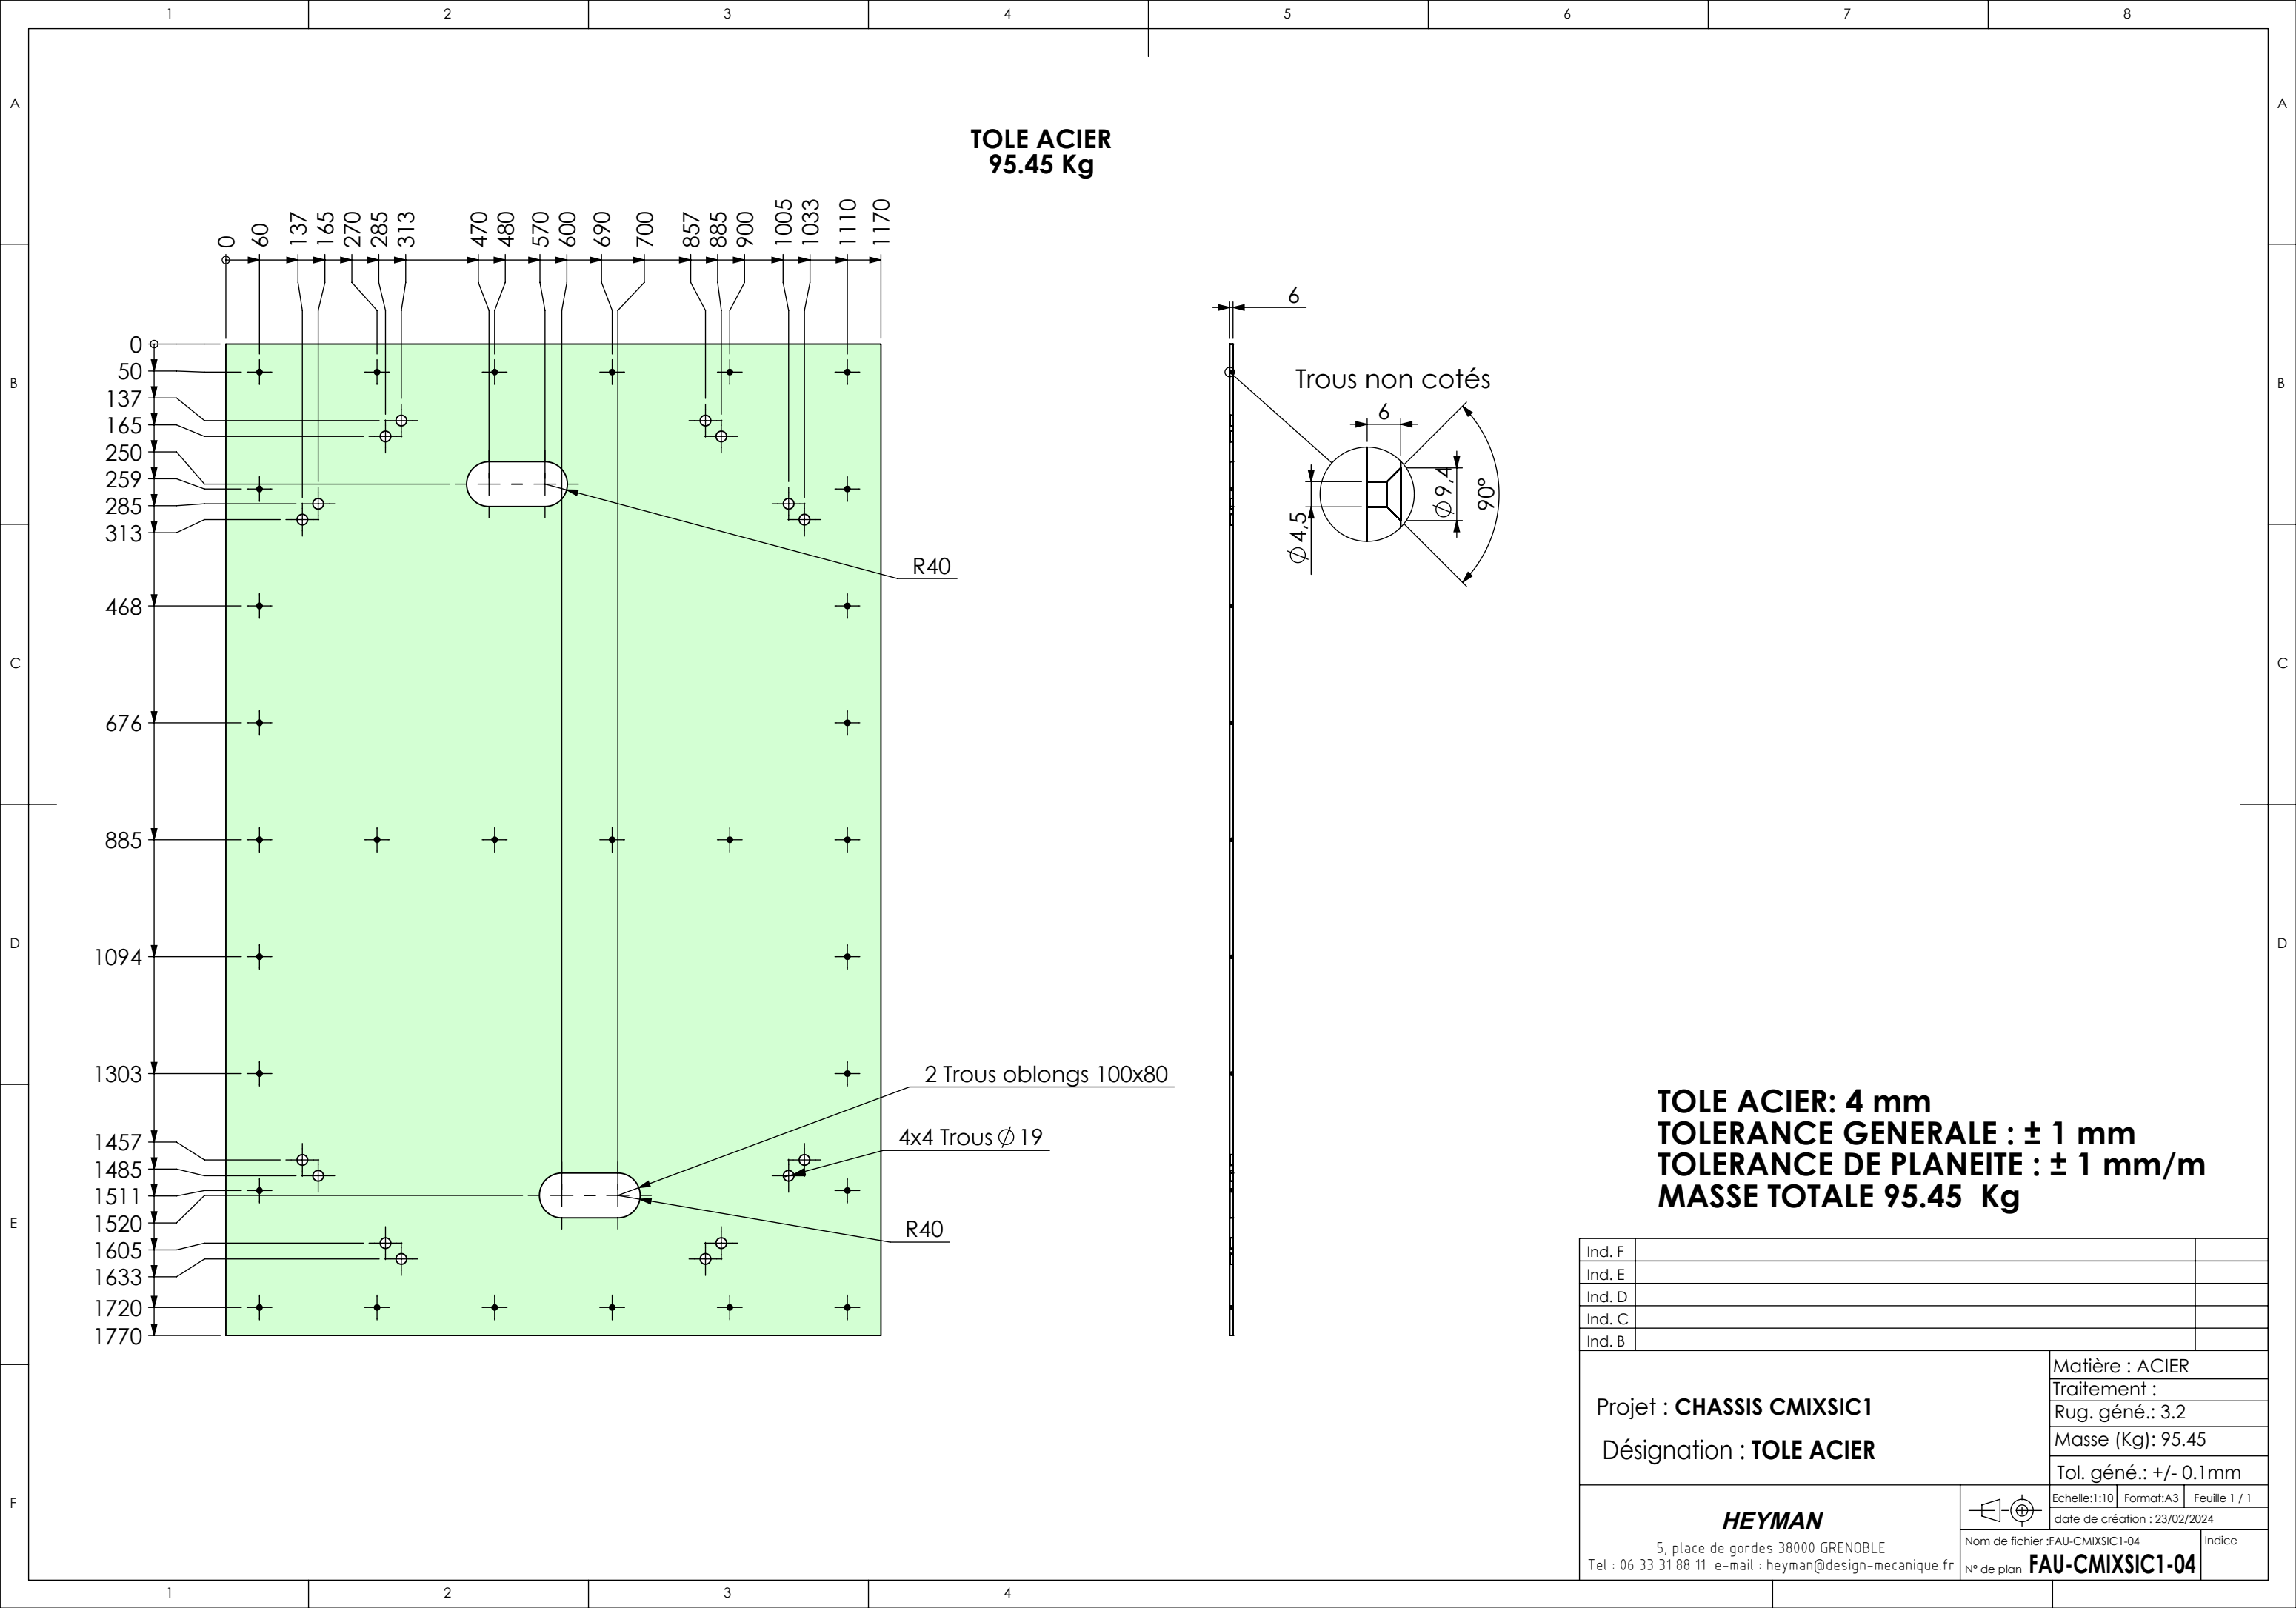 1 2 3 4 5 6 7 8
A A
TOLE ACIER
95.45 Kg
0 60 137 165 270 285 313 470 480 570 600 690 700 857 885 900 1005 1033 1110 1170
6
0
50
137
165
250
259
285
313
468
676
885
1094
1303
1457
1485
1511
1520
1605
1633
1720
1770
B B
Trous non cotés
6
∅4,5
∅9,4
90°
R40
C C
D D
2 Trous oblongs 100x80
4x4 Trous ∅19
R40
E
F
TOLE ACIER: 4 mm
TOLERANCE GENERALE : ± 1 mm
TOLERANCE DE PLANEITE : ± 1 mm/m
MASSE TOTALE 95.45 Kg
Ind. F
Ind. E
Ind. D
Ind. C
Ind. B
Projet : CHASSIS CMIXSIC1
Désignation : TOLE ACIER
Matière : ACIER
Traitement :
Rug. géné.: 3.2
Masse (Kg): 95.45
Tol. géné.: +/- 0.1mm
Echelle:1:10 Format:A3 Feuille 1 / 1
date de création : 23/02/2024
HEYMAN
5, place de gordes 38000 GRENOBLE
Tel : 06 33 31 88 11 e-mail : heyman@design-mecanique.fr
Nom de fichier :FAU-CMIXSIC1-04
Indice
N° de plan FAU-CMIXSIC1-04
1 2 3 4